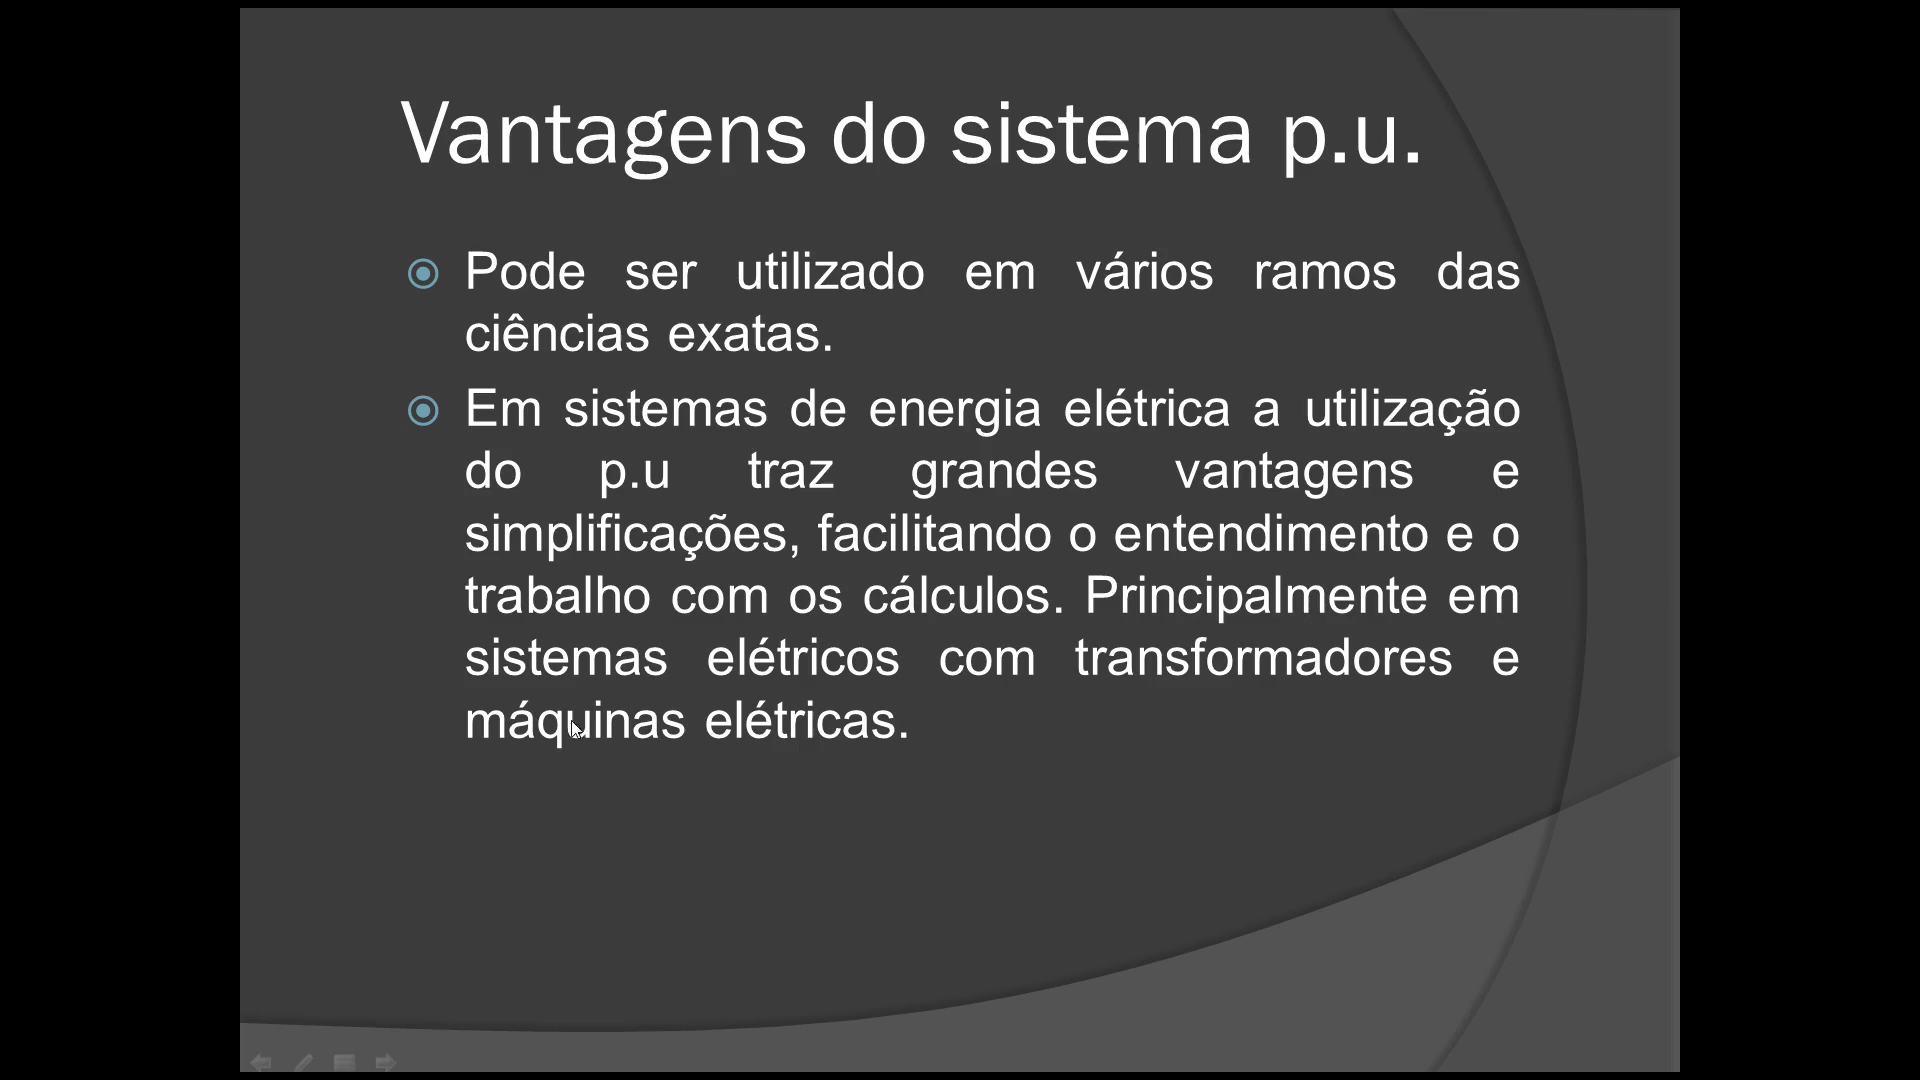 Vantagens do sistema p.u.
Pode ser utilizado em vários ramos das
ciências exatas.
Em sistemas de energia elétrica a utilização
do p.u traz grandes vantagens e
simplificações, facilitando o entendimento e o
trabalho com os cálculos. Principalmente em
sistemas elétricos com transformadores e
máquinas elétricas.